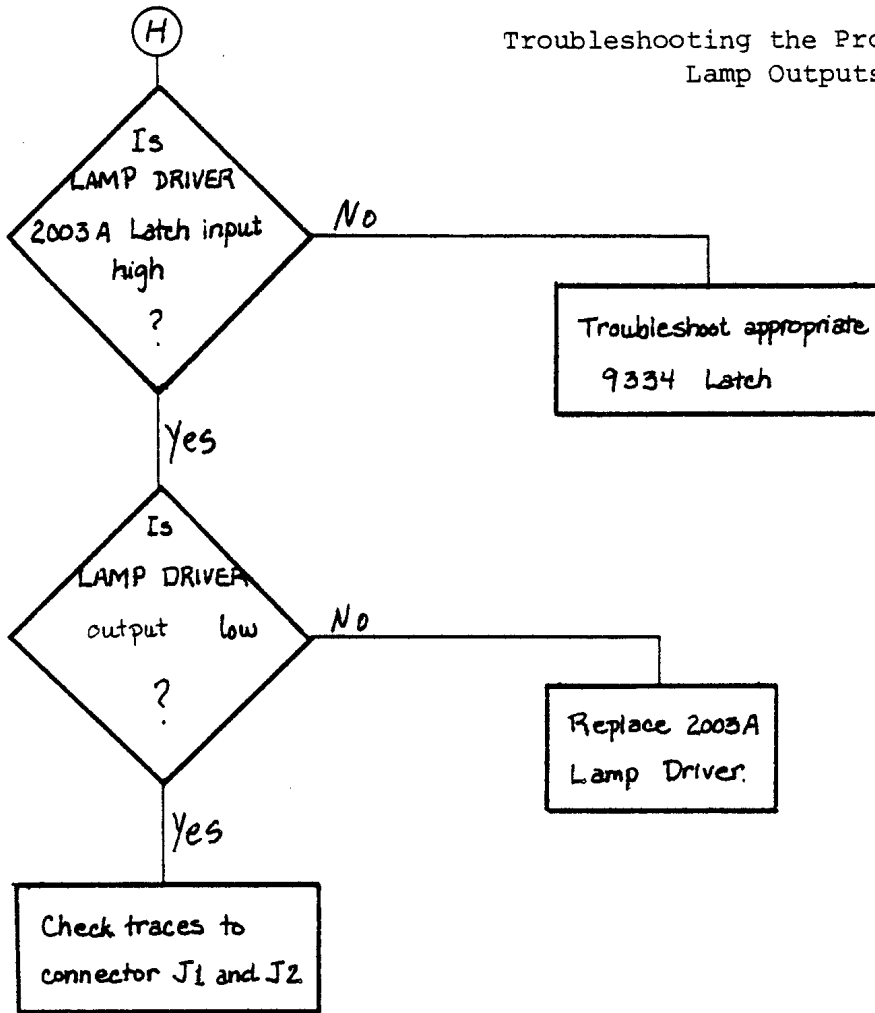 H
Troubleshooting the Pro
Lamp Outputs
Is
LAMP DRIVER
2003A Latch input
high
?
No
Troubleshoot appropriate
9334 Latch
Yes
Is
LAMP DRIVER
output low
?
No
Replace 2003A
Lamp Driver.
Yes
Check traces to
connector J1 and J2